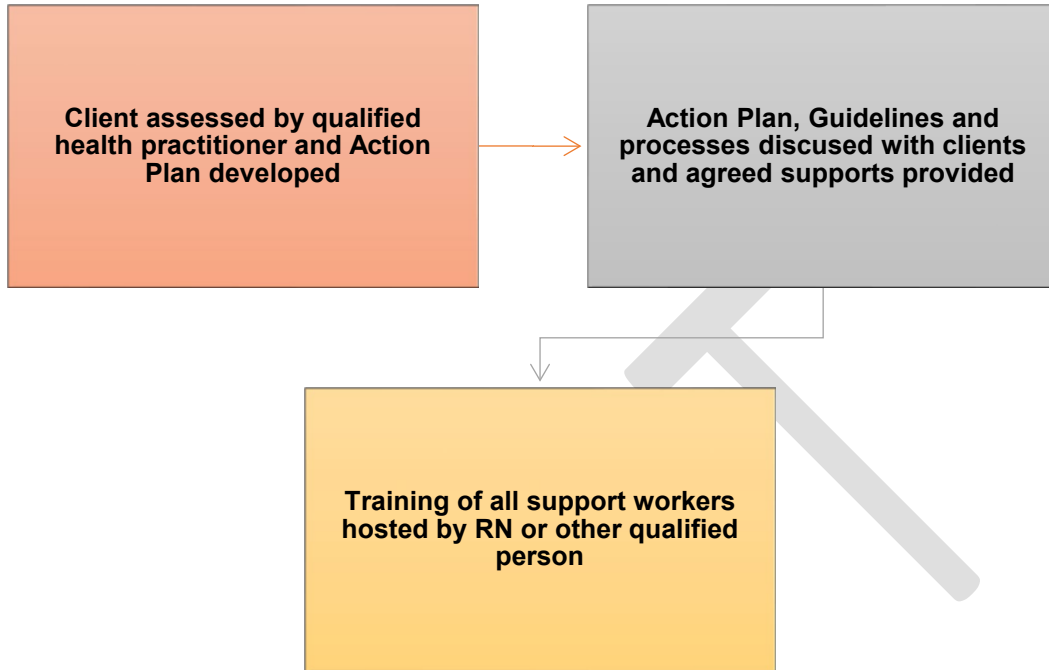 Client assessed by qualified
health practitioner and Action
Plan developed
Action Plan, Guidelines and
processes discused with clients
and agreed supports provided
Training of all support workers
hosted by RN or other qualified
person